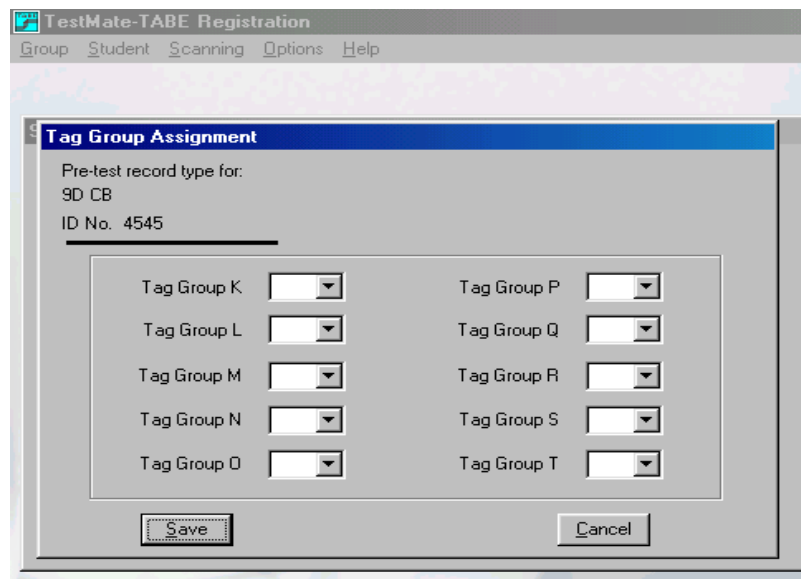 TestMate-TABE Registration
Group Student Scanning Options Help
Tag Group Assignment
Pre-test record type for:
9D CB
ID No. 4545
Tag Group K Tag Group P
Tag Group L Tag Group Q
Tag Group M Tag Group R
Tag Group N Tag Group S
Tag Group O Tag Group T
Save Cancel